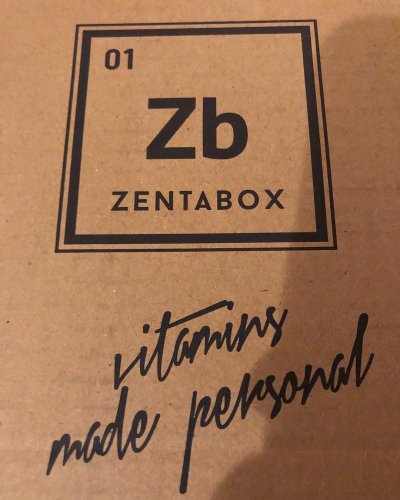 01
Zb
ZENTABOX
vitamins
made personal